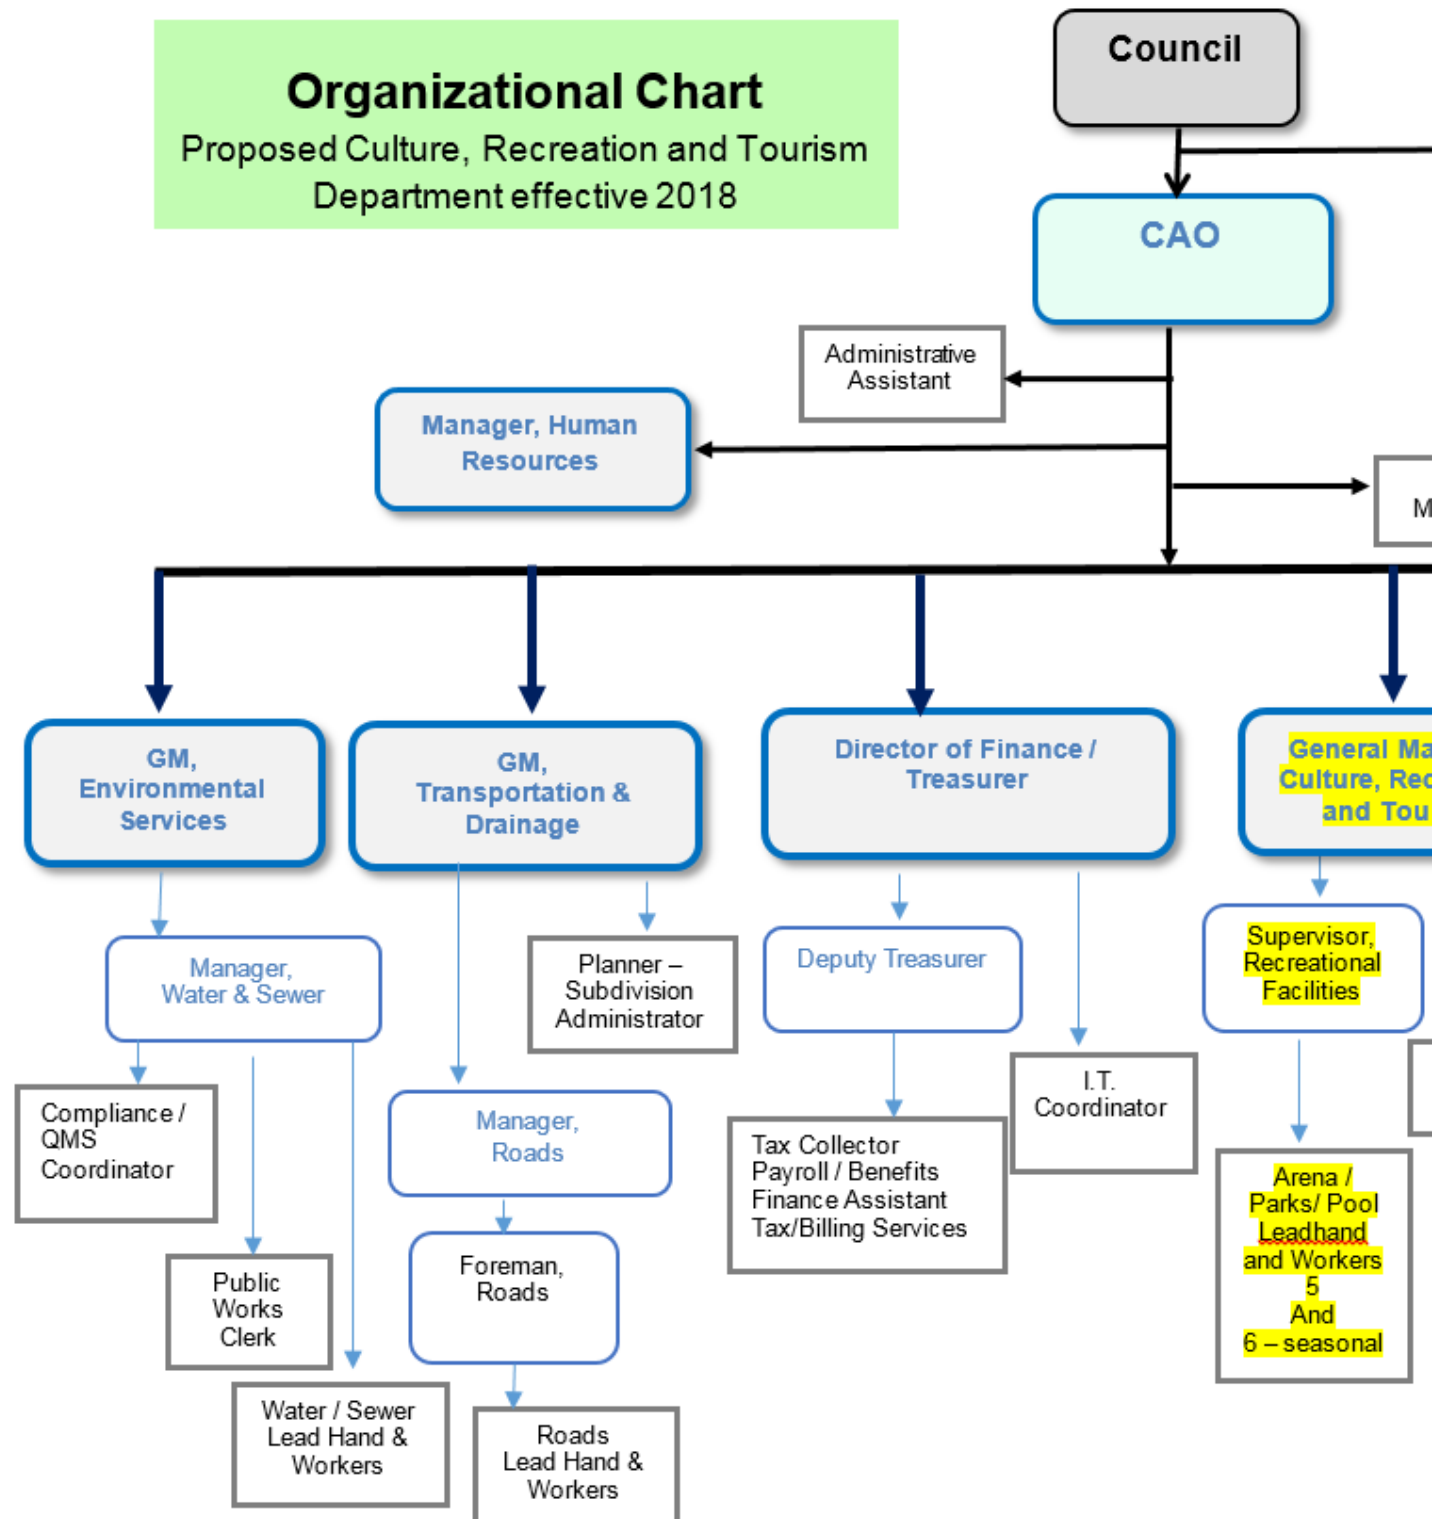 Organizational Chart
Proposed Culture, Recreation and Tourism
Department effective 2018
Council
CAO
Administrative
Assistant
Manager, Human
Resources
GM,
Environmental
Services
GM,
Transportation &
Drainage
Director of Finance /
Treasurer
General
Culture,
and
Manager,
Water & Sewer
Planner –
Subdivision
Administrator
Deputy Treasurer
Supervisor,
Recreational
Facilities
Compliance /
QMS
Coordinator
Manager,
Roads
I.T.
Coordinator
Tax Collector
Payroll / Benefits
Finance Assistant
Tax/Billing Services
Arena /
Parks/ Pool
Leadhand
and Workers
5
And
6 – seasonal
Public
Works
Clerk
Foreman,
Roads
Water / Sewer
Lead Hand &
Workers
Roads
Lead Hand &
Workers